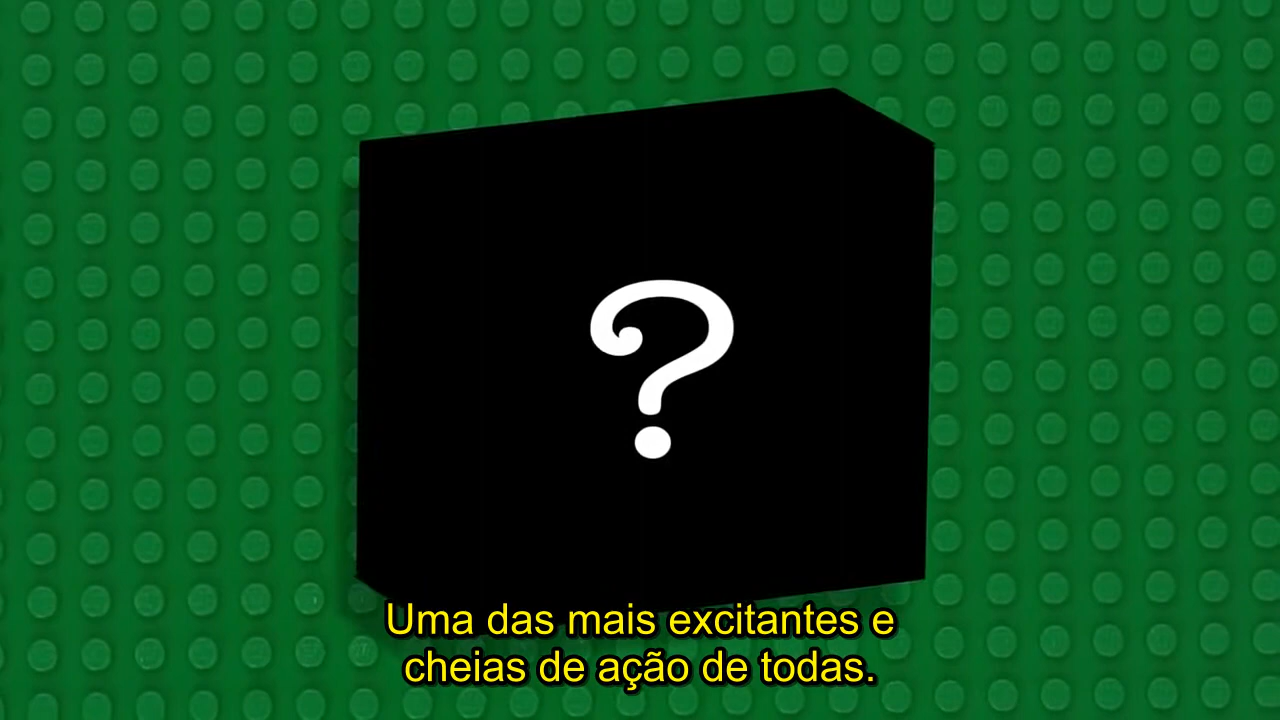 ?
Uma das mais excitantes e
cheias de ação de todas.